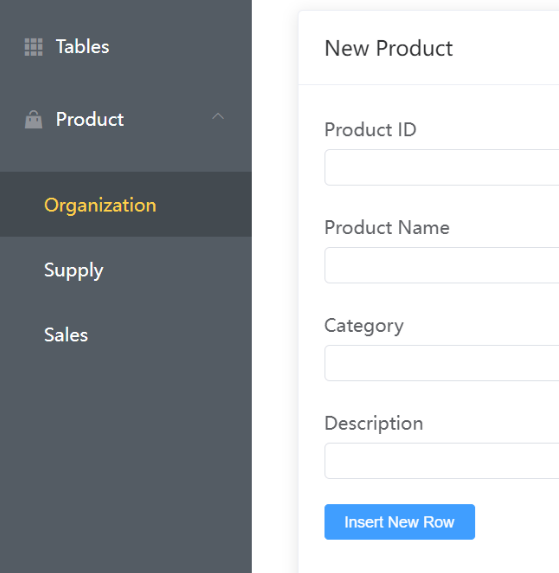 Tables
Product
Organization
Supply
Sales
New Product
Product ID
Product Name
Category
Description
Insert New Row